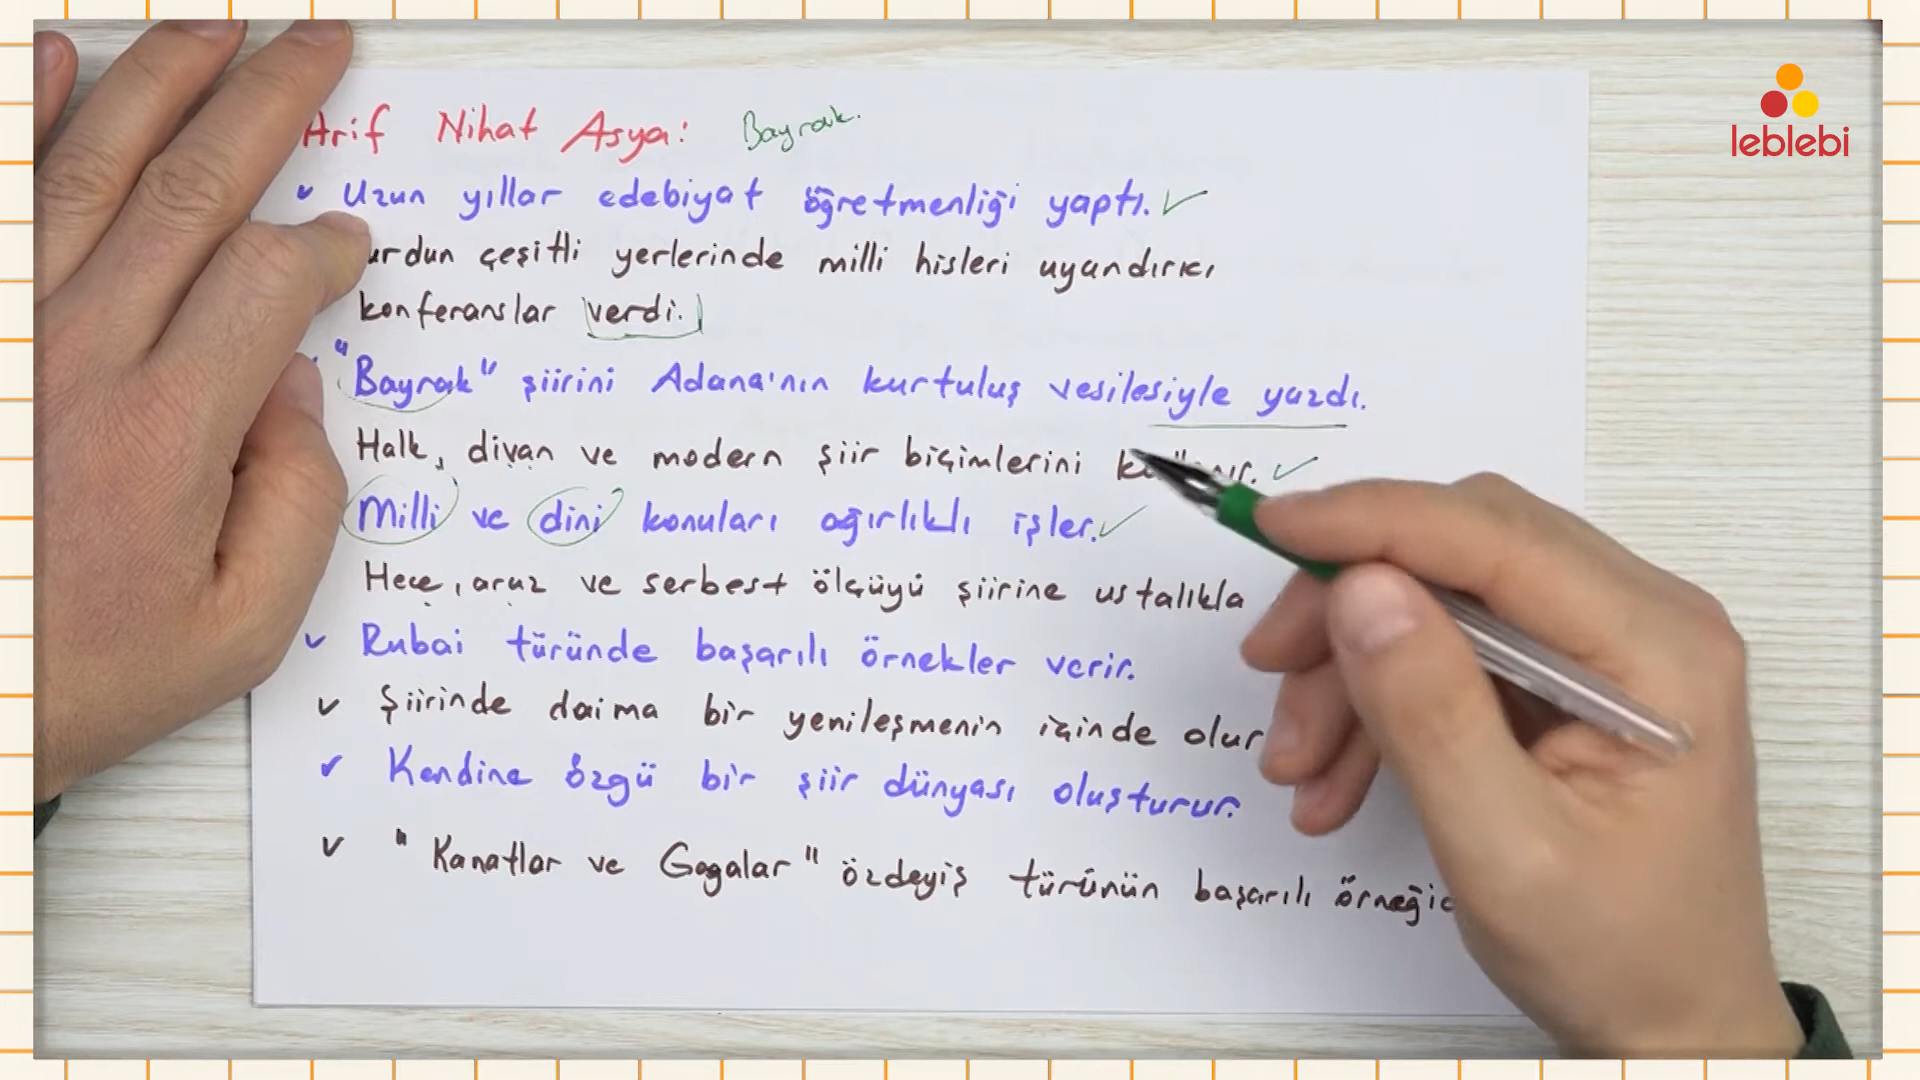 Arif Nihat Asya: Bayrak.
Uzun yıllar edebiyat öğretmenliği yaptı.
urdun çeşitli yerlerinde milli hisleri uyandırıcı
konferanslar verdi.
"Bayrak" şiirini Adana'nın kurtuluş vesilesiyle yazdı.
Halk, divan ve modern şiir biçimlerini
Milli ve dini konuları ağırlıklı işler.
Hece, aruz ve serbest ölçüyü şiirine ustalıkla
Rubai türünde başarılı örnekler verir.
Şiirinde daima bir yenileşmenin içinde olur
Kendine özgü bir şiir dünyası oluşturur.
"Kanatlar ve Gagalar" özdeyiş türünün başarılı
leblebi